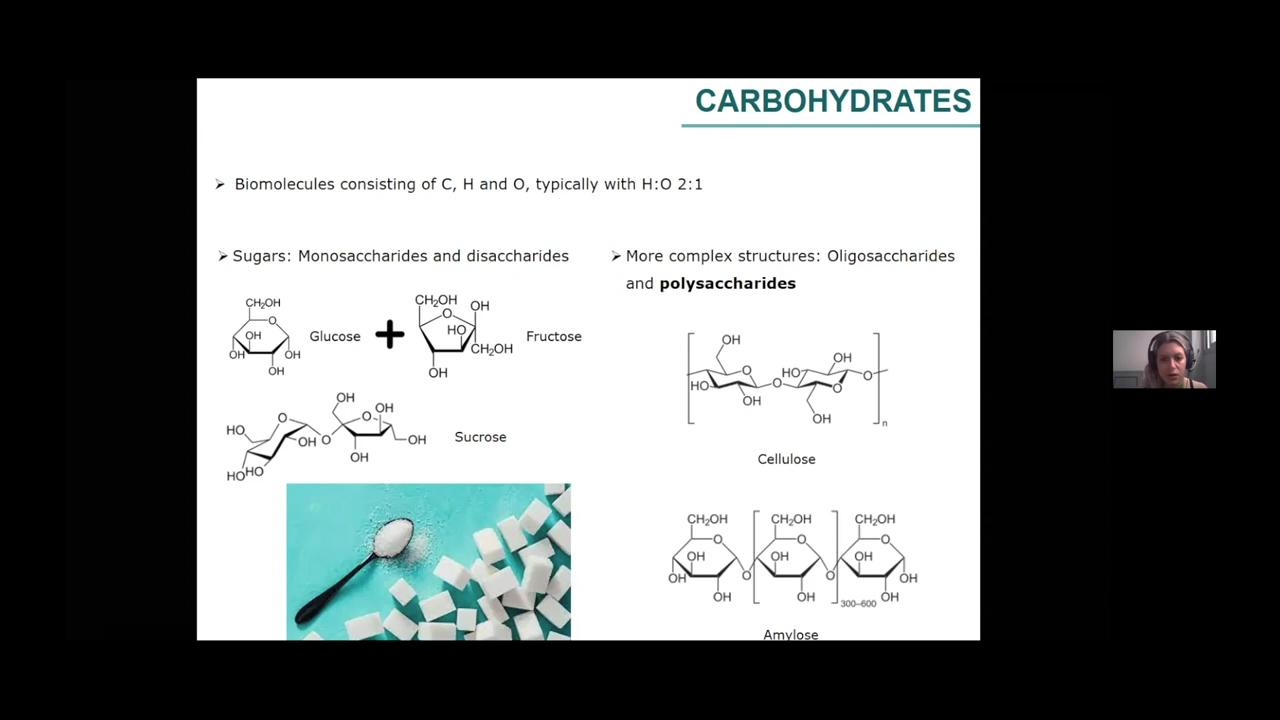 CARBOHYDRATES
➢ Biomolecules consisting of C, H and O, typically with H:O 2:1
➢ Sugars: Monosaccharides and disaccharides
CH₂OH
O
OH
OH
OH
OH
Glucose
+
CH₂OH
OH
O
HO
CH₂OH
OH
Fructose
OH
OH
O
HO
OH
O
OH
OH
HO
HO
Sucrose
➢ More complex structures: Oligosaccharides
and polysaccharides
OH
OH
O
HO
O
HO
O
OH
O
OH
n
Cellulose
CH₂OH
CH₂OH
CH₂OH
O
O
O
OH
OH
OH
OH
O
O
OH
OH
OH
OH
300–600
Amylose